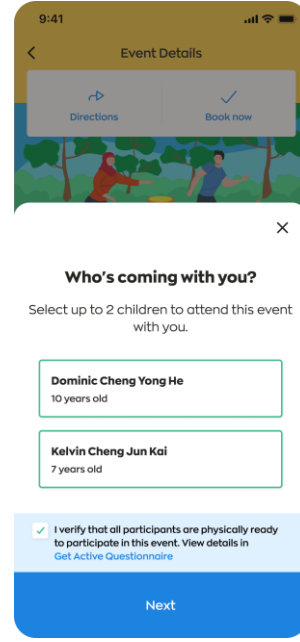 9:41
Event Details
Directions
Book now
Who's coming with you?
Select up to 2 children to attend this event
with you.
Dominic Cheng Yong He
10 years old
Kelvin Cheng Jun Kai
7 years old
I verify that all participants are physically ready
to participate in this event. View details in
Get Active Questionnaire
Next